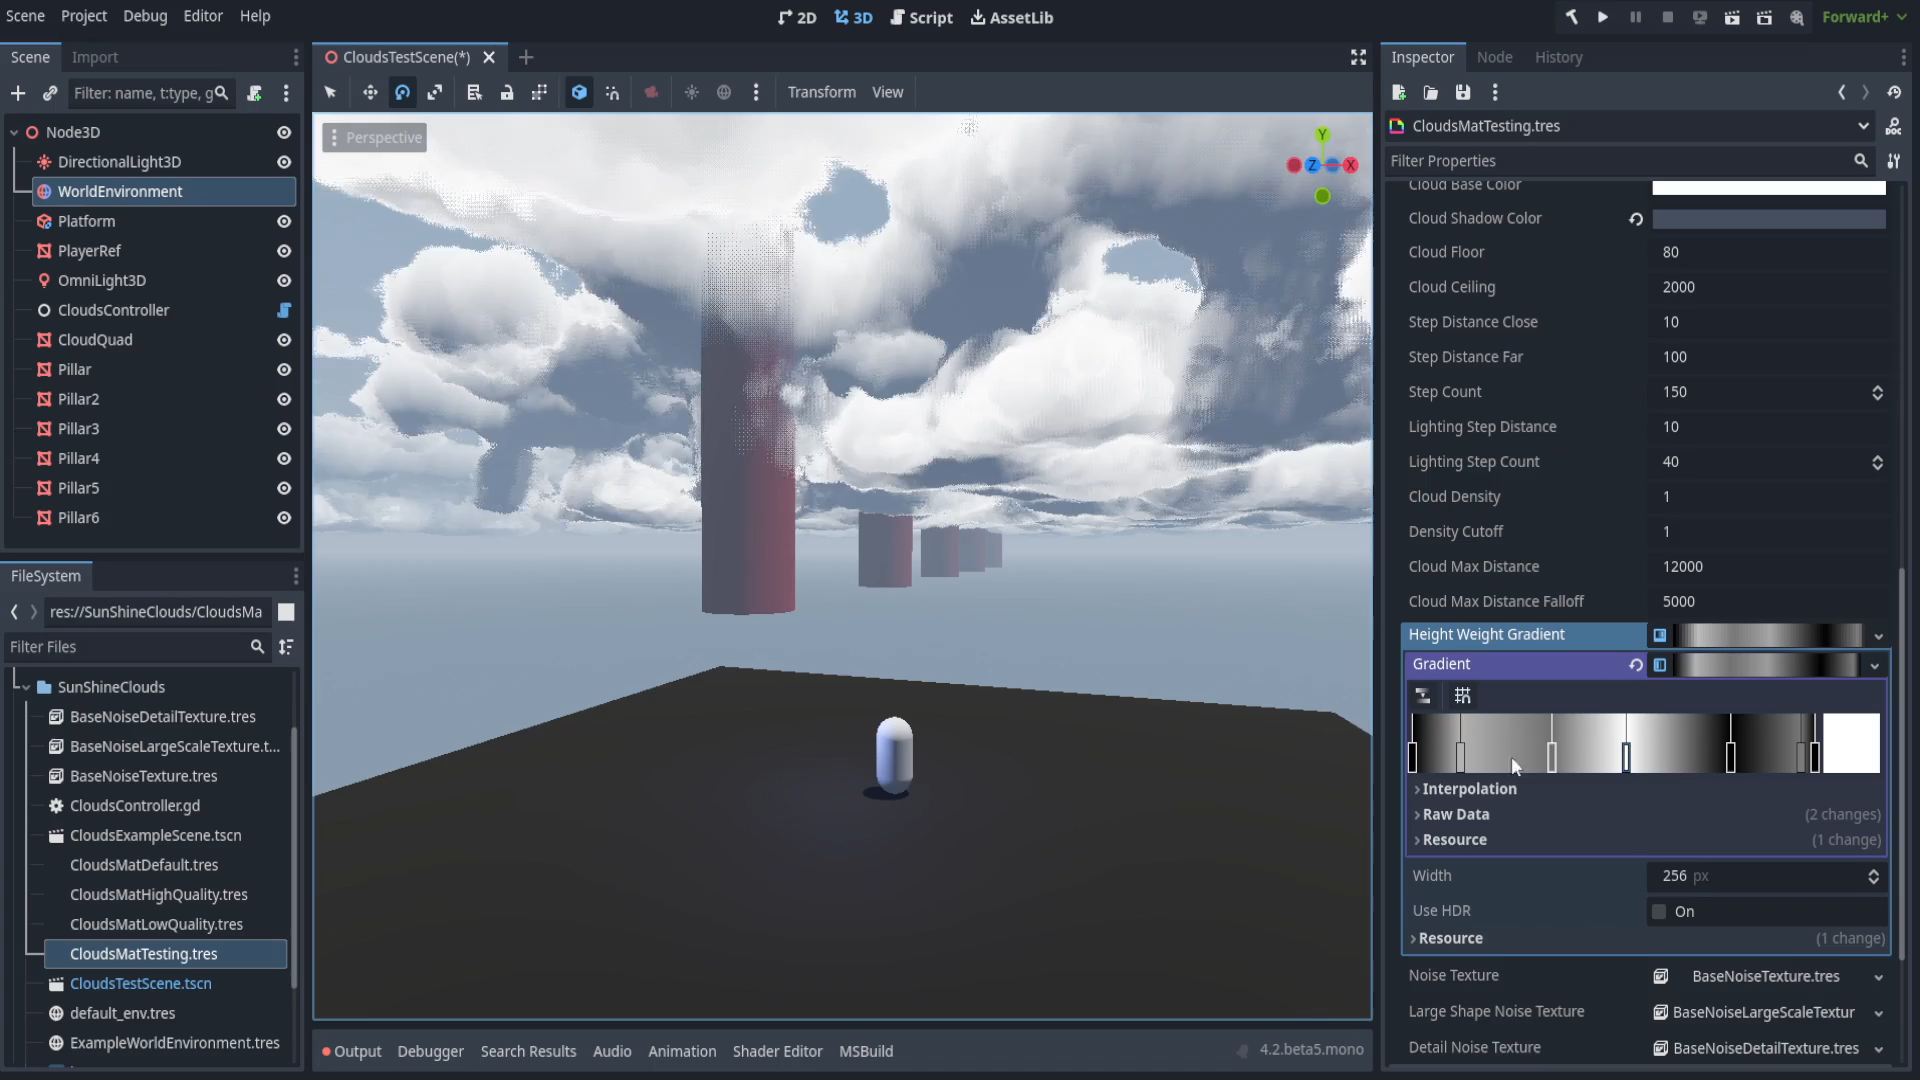 Scene Project Debug Editor Help
2D 3D Script AssetLib
Forward+
Scene Import
CloudsTestScene(*)
Inspector Node History
Filter: name, t:type, g
Transform View
CloudsMatTesting.tres
Filter Properties
Node3D
DirectionalLight3D
WorldEnvironment
Platform
PlayerRef
OmniLight3D
CloudsController
CloudQuad
Pillar
Pillar2
Pillar3
Pillar4
Pillar5
Pillar6
FileSystem
res://SunShineClouds/CloudsMa
Filter Files
SunShineClouds
BaseNoiseDetailTexture.tres
BaseNoiseLargeScaleTexture.t...
BaseNoiseTexture.tres
CloudsController.gd
CloudsExampleScene.tscn
CloudsMatDefault.tres
CloudsMatHighQuality.tres
CloudsMatLowQuality.tres
CloudsMatTesting.tres
CloudsTestScene.tscn
default_env.tres
ExampleWorldEnvironment.tres
Perspective
Y
Z X
Output Debugger Search Results Audio Animation Shader Editor MSBuild
4.2.beta5.mono
Cloud Base Color
Cloud Shadow Color
Cloud Floor 80
Cloud Ceiling 2000
Step Distance Close 10
Step Distance Far 100
Step Count 150
Lighting Step Distance 10
Lighting Step Count 40
Cloud Density 1
Density Cutoff 1
Cloud Max Distance 12000
Cloud Max Distance Falloff 5000
Height Weight Gradient
Gradient
Interpolation
Raw Data (2 changes)
Resource (1 change)
Width 256 px
Use HDR On
Resource (1 change)
Noise Texture BaseNoiseTexture.tres
Large Shape Noise Texture BaseNoiseLargeScaleTextur
Detail Noise Texture BaseNoiseDetailTexture.tres